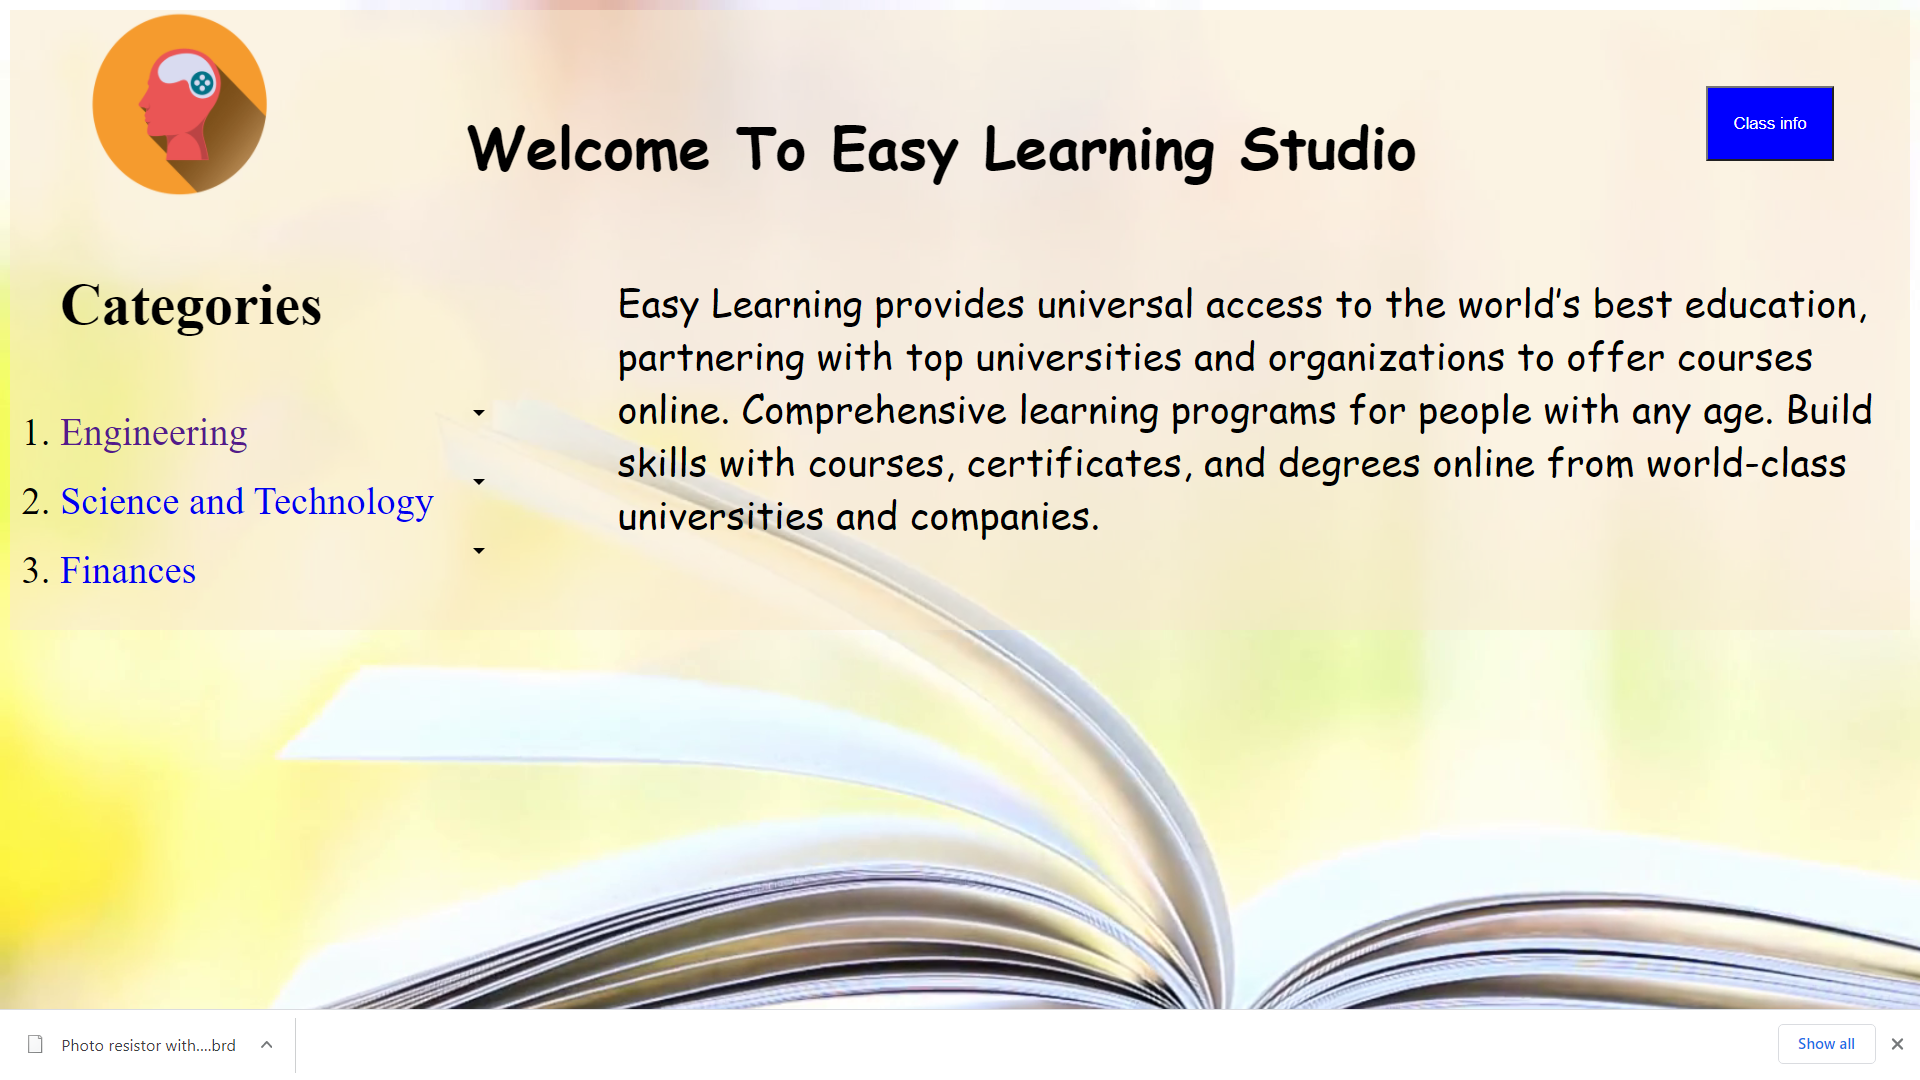 Welcome To Easy Learning Studio
Class info
Categories
1. Engineering
2. Science and Technology
3. Finances
Easy Learning provides universal access to the world’s best education,
partnering with top universities and organizations to offer courses
online. Comprehensive learning programs for people with any age. Build
skills with courses, certificates, and degrees online from world-class
universities and companies.
Photo resistor with....brd
Show all